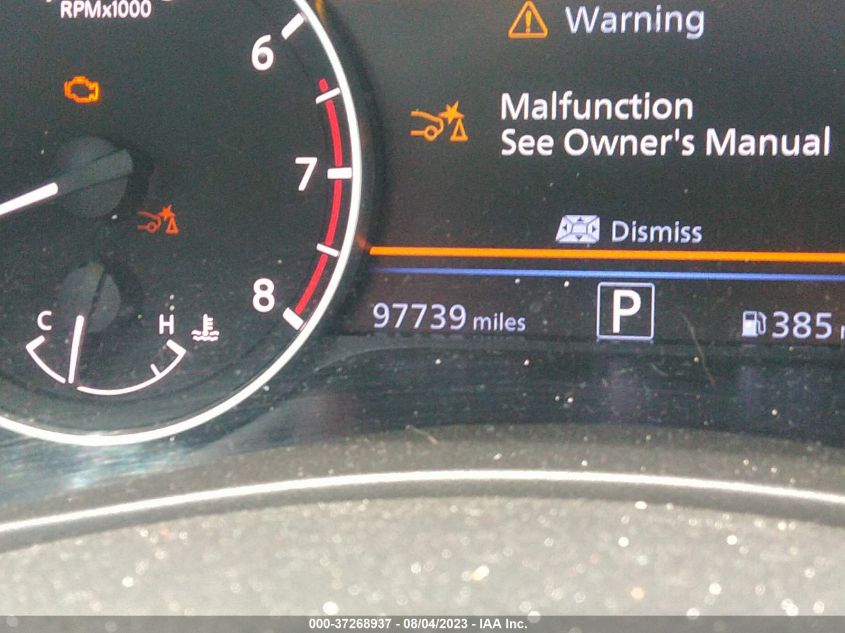 RPMx1000
6
7
8
C
H
Warning
Malfunction
See Owner's Manual
Dismiss
97739 miles
P
385
000-37268937 - 08/04/2023 - IAA Inc.